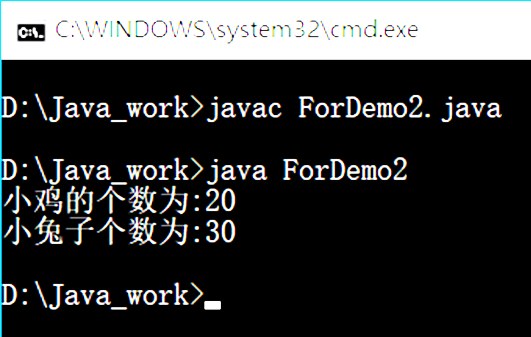 C:\WINDOWS\system32\cmd.exe
D:\Java_work>javac ForDemo2.java
D:\Java_work>java ForDemo2
小鸡的个数为:20
小兔子个数为:30
D:\Java_work>